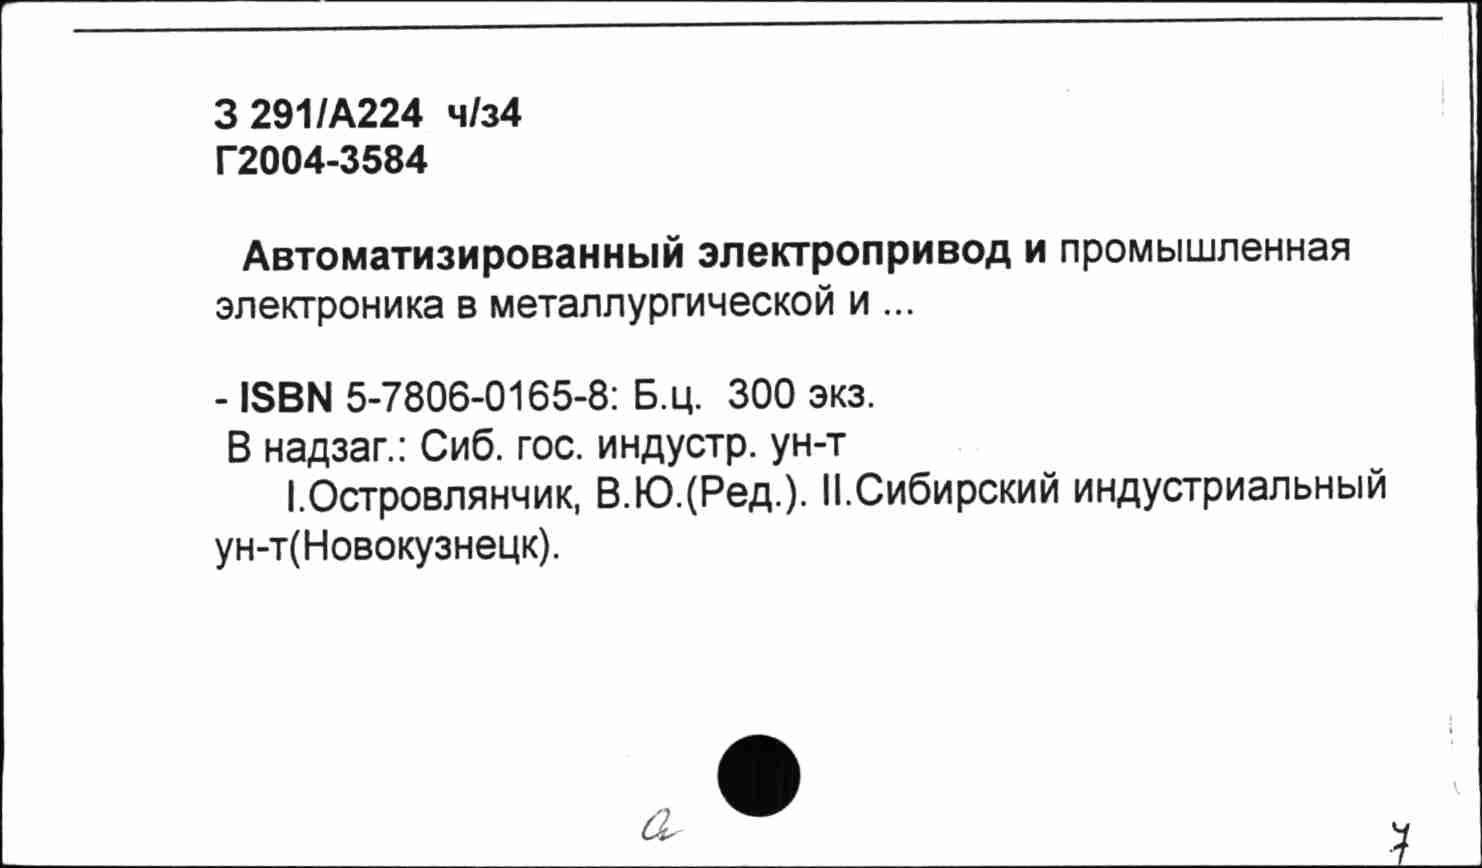 З 291/А224 ч/з4
Г2004-3584
Автоматизированный электропривод и промышленная
электроника в металлургической и ...
- ISBN 5-7806-0165-8: Б.ц. 300 экз.
В надзаг.: Сиб. гос. индустр. ун-т
I.Островлянчик, В.Ю.(Ред.). II.Сибирский индустриальный
ун-т(Новокузнецк).
а
7